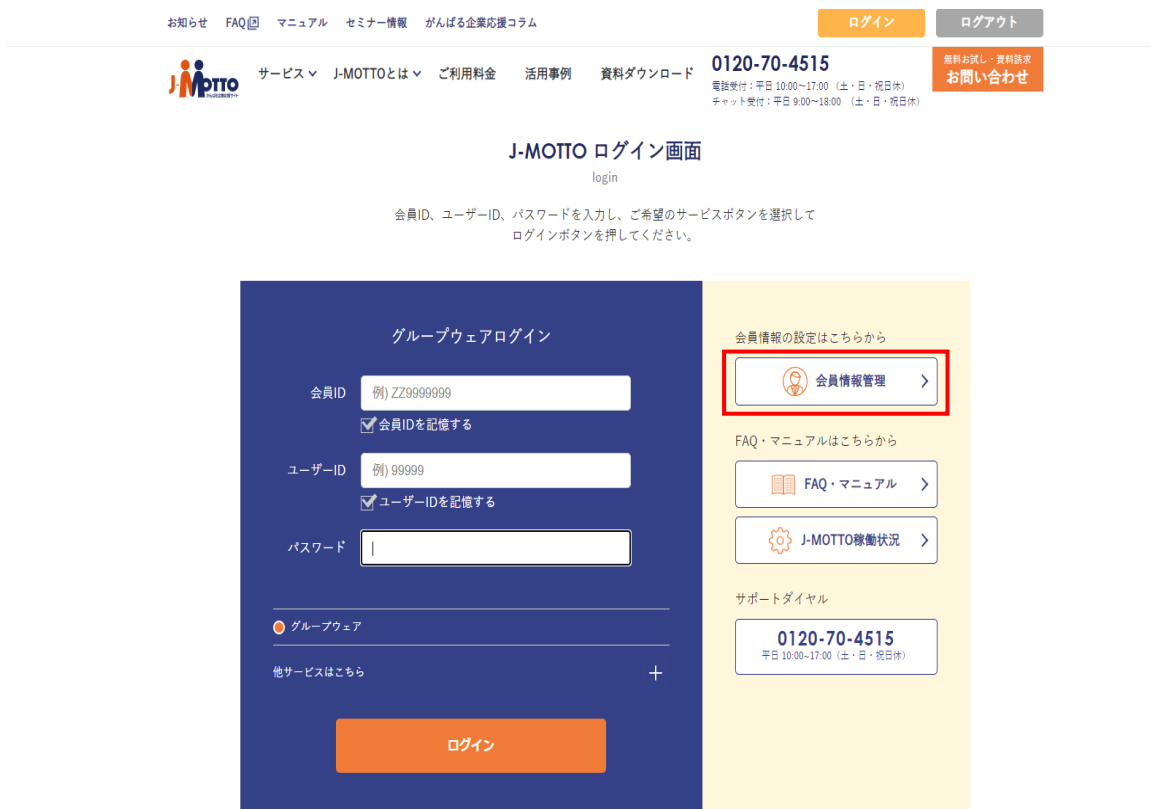 お知らせ FAQ マニュアル セミナー情報 がんばる企業応援コラム
ログイン ログアウト
J-MOTTO
がんばる企業応援サイト
サービス J-MOTTOとは ご利用料金 活用事例 資料ダウンロード
0120-70-4515
電話受付：平日 10:00〜17:00 （土・日・祝日休）
チャット受付：平日 9:00〜18:00 （土・日・祝日休）
無料お試し・資料請求
お問い合わせ
J-MOTTO ログイン画面
login
会員ID、ユーザーID、パスワードを入力し、ご希望のサービスボタンを選択して
ログインボタンを押してください。
グループウェアログイン
会員ID 例) ZZ9999999
会員IDを記憶する
ユーザーID 例) 99999
ユーザーIDを記憶する
パスワード
グループウェア
他サービスはこちら
ログイン
会員情報の設定はこちらから
会員情報管理
FAQ・マニュアルはこちらから
FAQ・マニュアル
J-MOTTO稼働状況
サポートダイヤル
0120-70-4515
平日 10:00~17:00（土・日・祝日休）